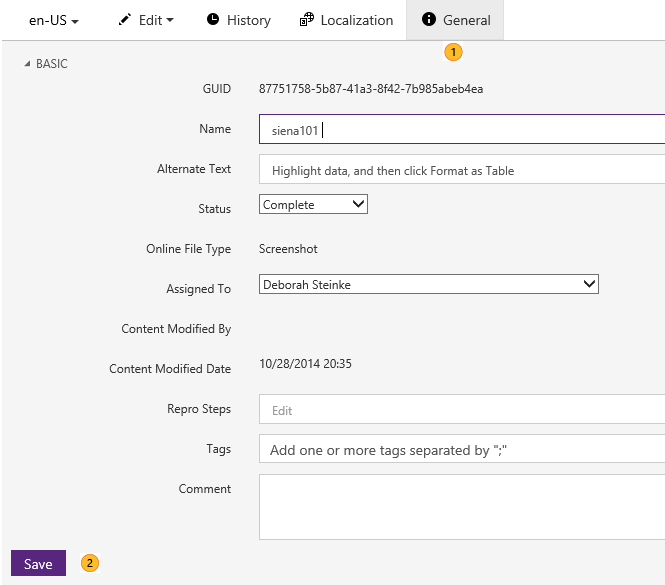 en-US Edit History Localization General
1
BASIC
GUID 87751758-5b87-41a3-8f42-7b985abeb4ea
Name siena101
Alternate Text Highlight data, and then click Format as Table
Status Complete
Online File Type Screenshot
Assigned To Deborah Steinke
Content Modified By
Content Modified Date 10/28/2014 20:35
Repro Steps Edit
Tags Add one or more tags separated by ";"
Comment
Save 2